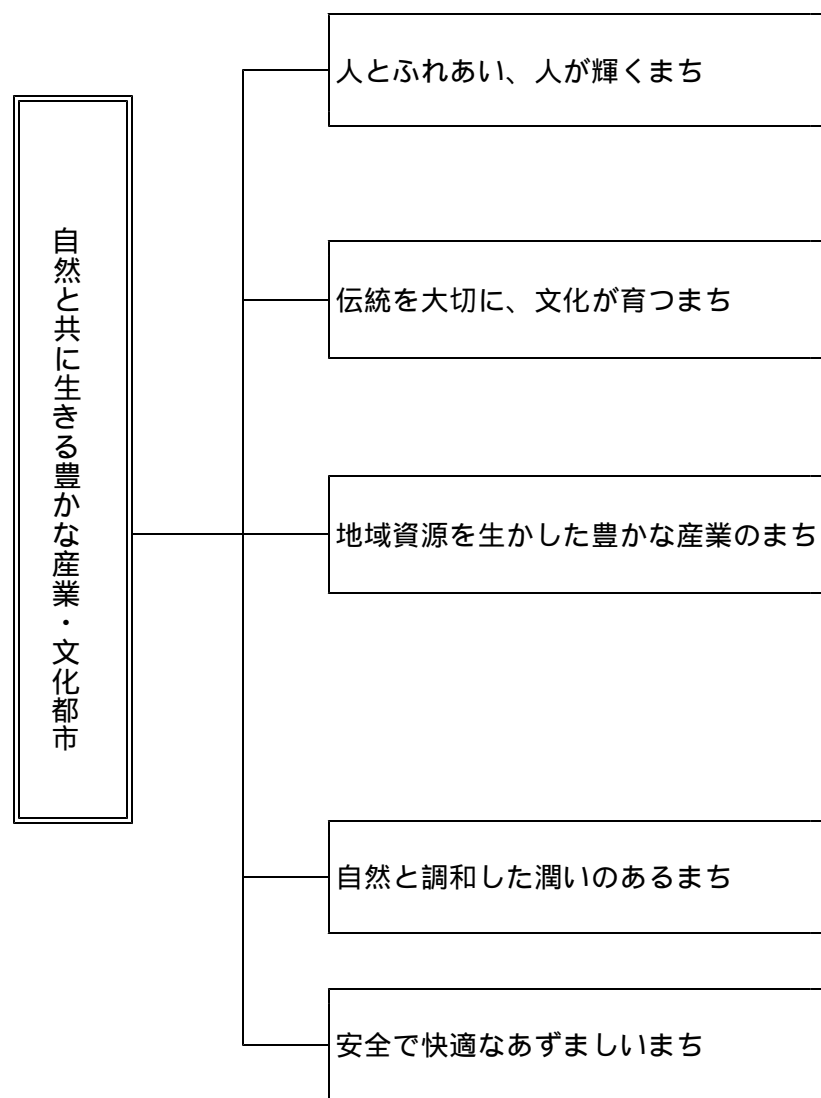 自然と共に生きる豊かな産業・文化都市
人とふれあい、人が輝くまち
伝統を大切に、文化が育つまち
地域資源を生かした豊かな産業のまち
自然と調和した潤いのあるまち
安全で快適なあずましいまち